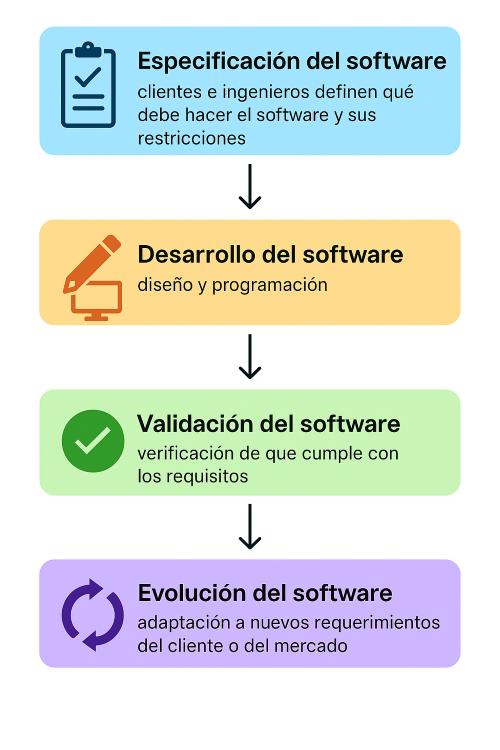 Especificación del software
clientes e ingenieros definen qué
debe hacer el software y sus
restricciones
Desarrollo del software
diseño y programación
Validación del software
verificación de que cumple con
los requisitos
Evolución del software
adaptación a nuevos requerimientos
del cliente o del mercado